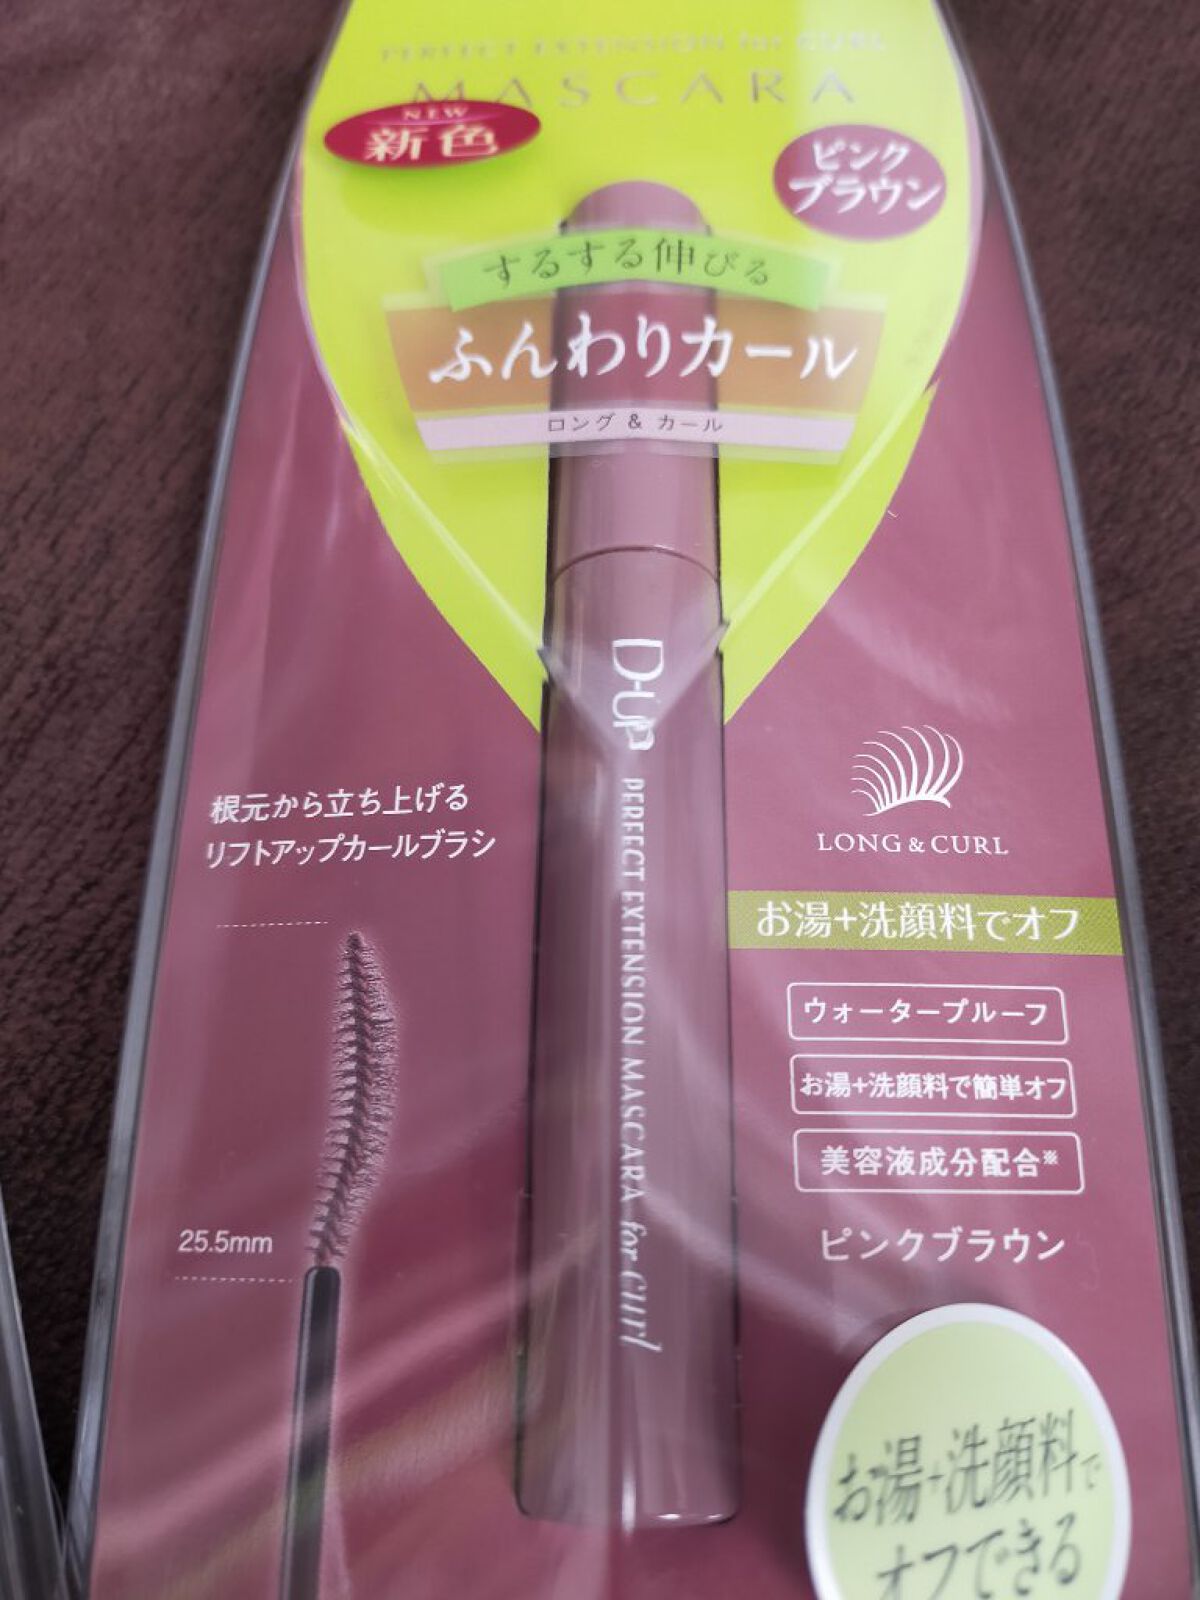 PERFECT EXTENSION for CURL
MASCARA
NEW
新色
ピンク
ブラウン
するする伸びる
ふんわりカール
ロング & カール
D-UP PERFECT EXTENSION MASCARA for curl
根元から立ち上げる
リフトアップカールブラシ
25.5mm
LONG & CURL
お湯+洗顔料でオフ
ウォータープルーフ
お湯+洗顔料で簡単オフ
美容液成分配合※
ピンクブラウン
お湯+洗顔料で
オフできる